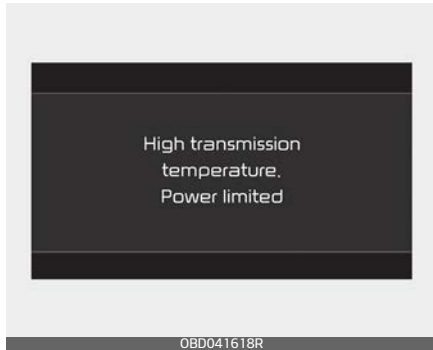 High transmission
temperature.
Power limited
OBD041618R